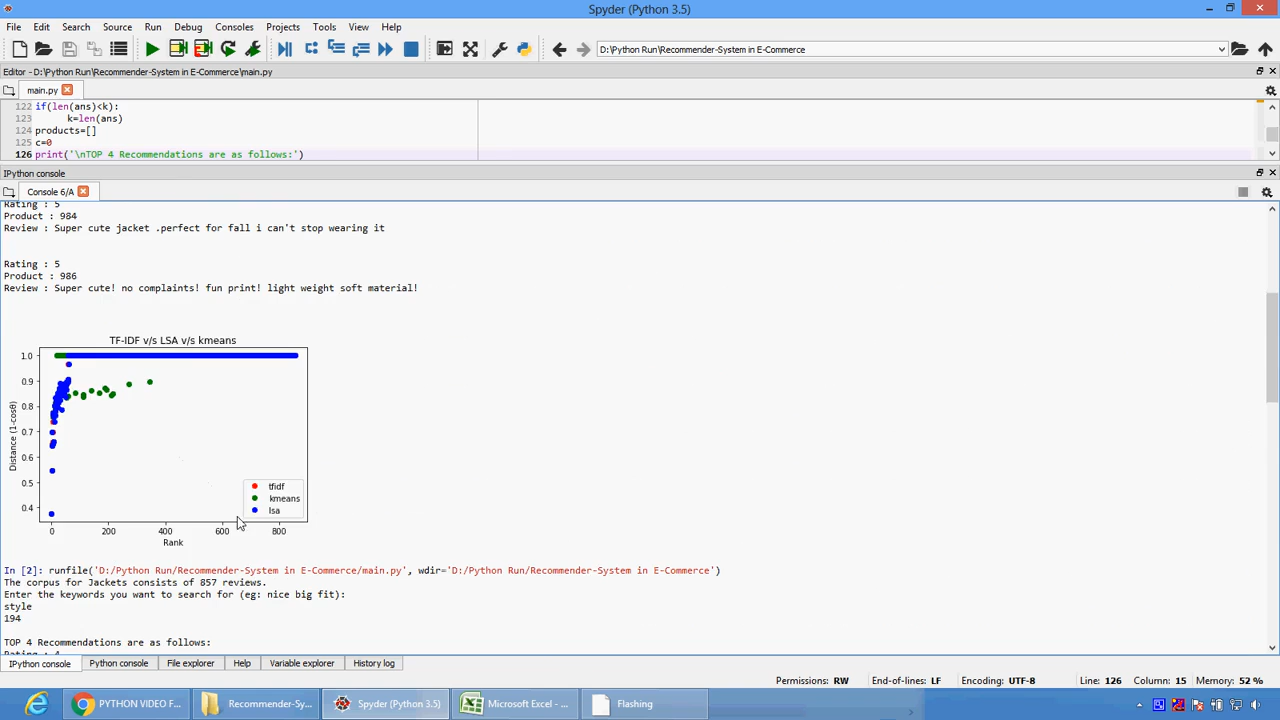 Spyder (Python 3.5)
File Edit Search Source Run Debug Consoles Projects Tools View Help
D:\Python Run\Recommender-System in E-Commerce
Editor - D:\Python Run\Recommender-System in E-Commerce\main.py
main.py
122 if(len(ans)<k):
123 k=len(ans)
124 products=[]
125 c=0
126 print('\nTOP 4 Recommendations are as follows:')
IPython console
Console 6/A
Rating : 5
Product : 984
Review : Super cute jacket .perfect for fall i can't stop wearing it
Rating : 5
Product : 986
Review : Super cute! no complaints! fun print! light weight soft material!
TF-IDF v/s LSA v/s kmeans
1.0
0.9
0.8
0.7
0.6
0.5
0.4
Distance (1-cosθ)
tfidf
kmeans
lsa
0 200 400 600 800
Rank
In [2]: runfile('D:/Python Run/Recommender-System in E-Commerce/main.py', wdir='D:/Python Run/Recommender-System in E-Commerce')
The corpus for Jackets consists of 857 reviews.
Enter the keywords you want to search for (eg: nice big fit):
style
194
TOP 4 Recommendations are as follows:
Rating : 4
IPython console Python console File explorer Help Variable explorer History log
Permissions: RW End-of-lines: LF Encoding: UTF-8 Line: 126 Column: 15 Memory: 52 %
PYTHON VIDEO F... Recommender-Sy... Spyder (Python 3.5) Microsoft Excel - ... Flashing